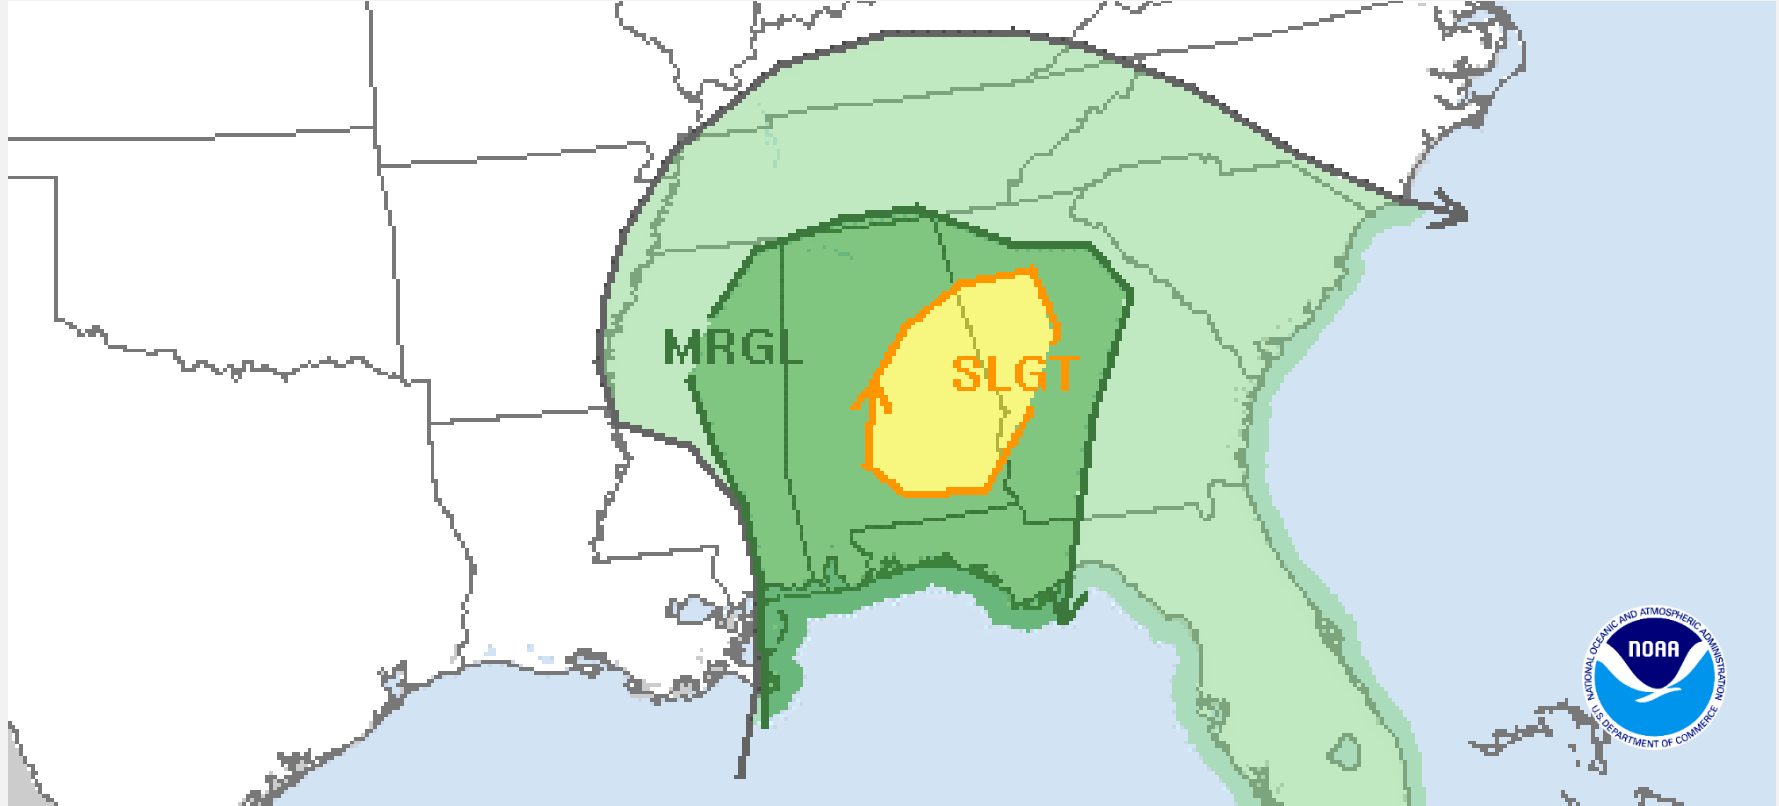 MRGL
SLGT
NATIONAL OCEANIC AND ATMOSPHERIC ADMINISTRATION
NOAA
U.S. DEPARTMENT OF COMMERCE